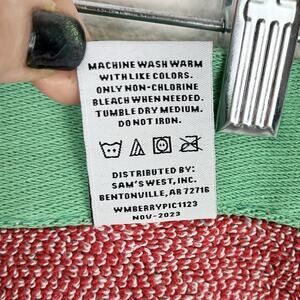 MACHINE WASH WARM
WITH LIKE COLORS.
ONLY NON-CHLORINE
BLEACH WHEN NEEDED.
TUMBLE DRY MEDIUM.
DO NOT IRON.
DISTRIBUTED BY:
SAM'S WEST, INC.
BENTONVILLE, AR 72716
WMBERRYPIC1123
NOV-2023